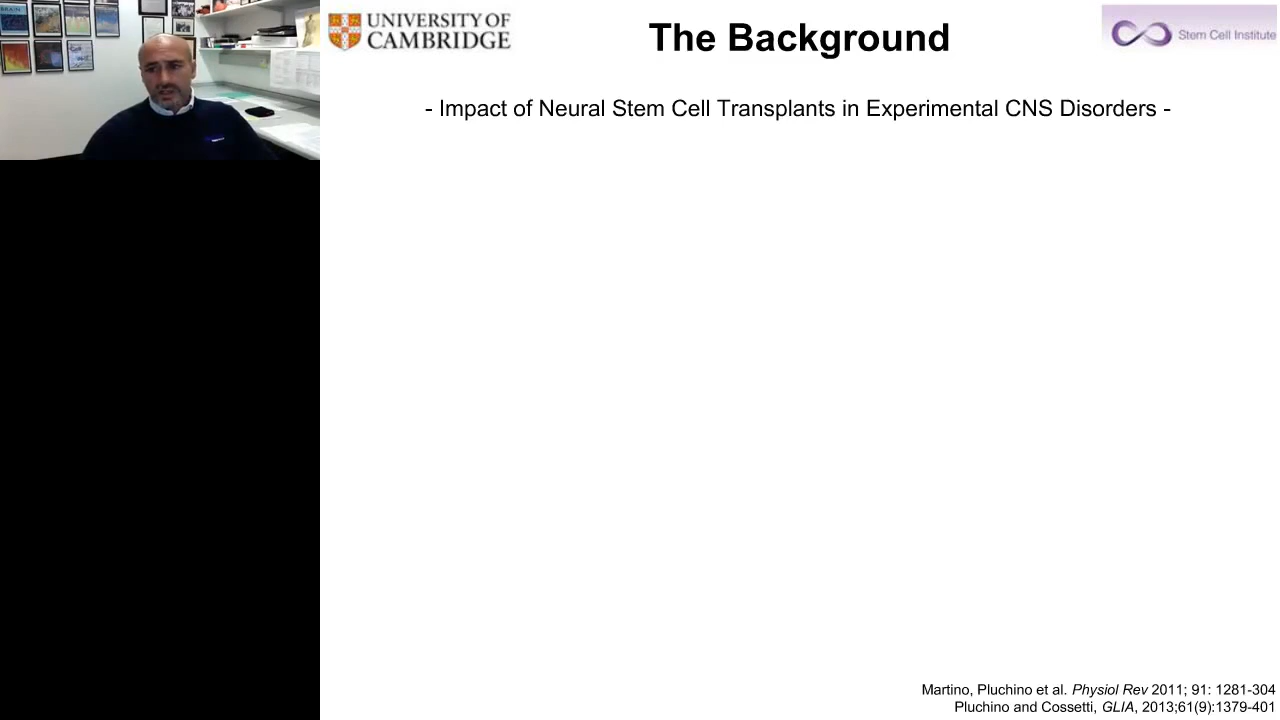 BRAIN
UNIVERSITY OF
CAMBRIDGE
The Background
Stem Cell Institute
- Impact of Neural Stem Cell Transplants in Experimental CNS Disorders -
Martino, Pluchino et al. Physiol Rev 2011; 91: 1281-304
Pluchino and Cossetti, GLIA, 2013;61(9):1379-401